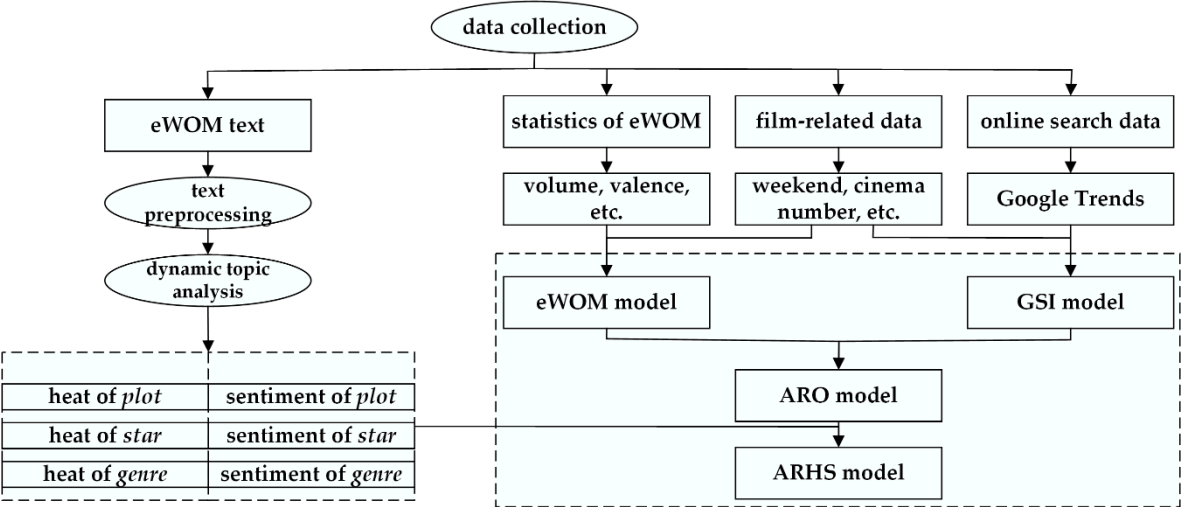 data collection
eWOM text
statistics of eWOM
film-related data
online search data
text
preprocessing
volume, valence,
etc.
weekend, cinema
number, etc.
Google Trends
dynamic topic
analysis
eWOM model
GSI model
heat of plot
sentiment of plot
ARO model
heat of star
sentiment of star
heat of genre
sentiment of genre
ARHS model